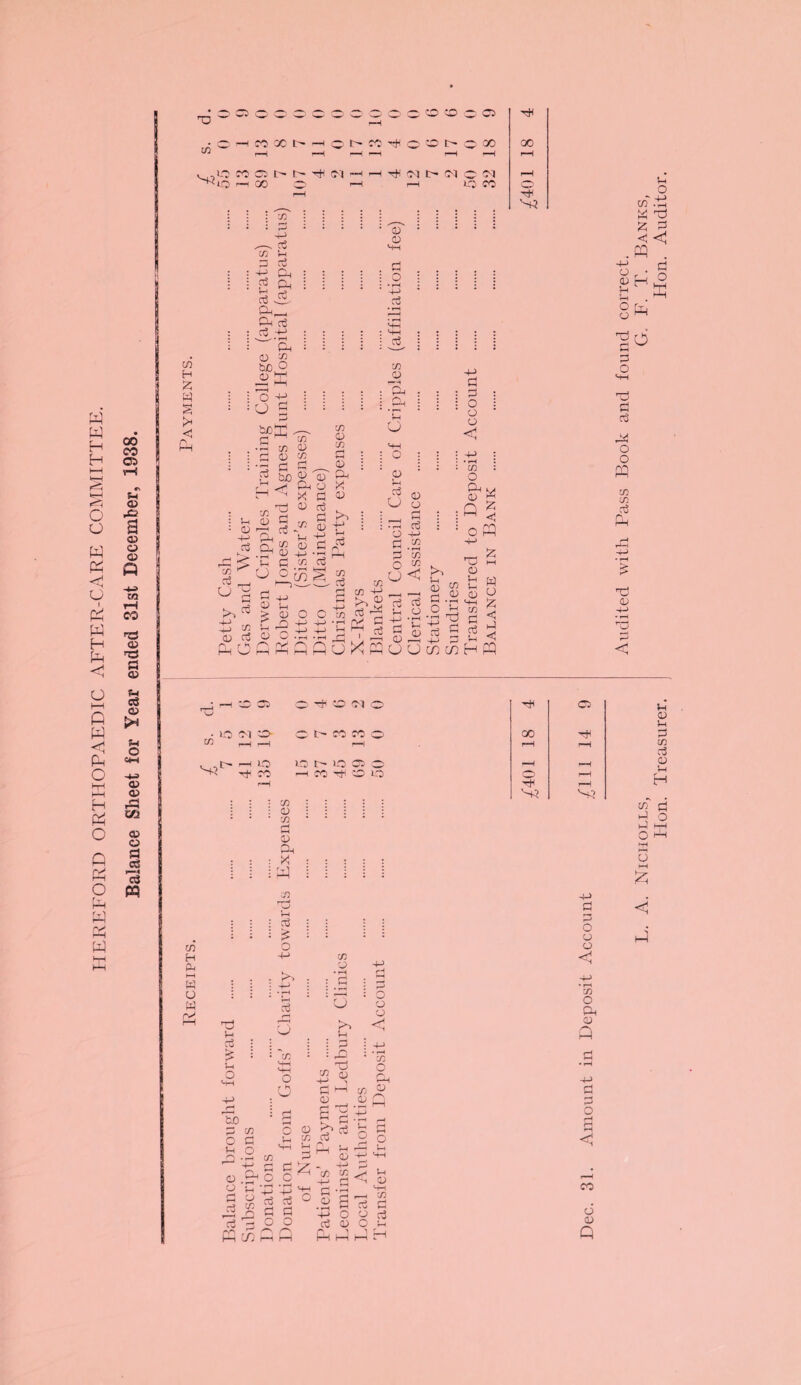 HEREFORD ORTHOPAEDIC AFTER-CARE COMMITTEE.
Balance Sheet for Year ended 31st December, 1938.
RECEIPTS.
£ s. d.
Balance brought forward ...... 7 5 1
Subscriptions ...... 41 12 6
Donations ...... 135 16 9
Donation from Goffs' Charity towards Expenses
of Nurse ...... 15 0 0
Patients' Payments ...... 37 7 4
Leominster and Ledbury Clinics ...... 45 3 6
Local Authorities ...... 69 13 2
Transfer from Deposit Account ...... 50 0 0
£401 18 4
Dec. 31. Amount in Deposit Account £111 14 9
PAYMENTS.
£ s. d.
Petty Cash ...... 55 0 0
Gas and Water ...... 13 1 9
Derwen Cripples Training College (apparatus) ...... 89 13 0
Robert Jones and Agnes Hunt Hospital (apparatus) 7 8 0
Ditto (Sister's expenses) ...... 107 7 0
Ditto (Maintenance) ...... 4 11 0
Christmas Party expenses ...... 2 0 0
X-Rays ...... 11 17 10
Blankets ...... 1 13 0
Central Council Care of Cripples (affiliation fee) 4 4 0
Clerical Assistance ...... 12 0 0
Stationery ...... 7 6 6
Sundries ...... 2 17 6
Transferred to Deposit Account ...... 50 0 0
BALANCE IN BANK ...... 32 18 9
£401 18 4
L. A. NICHOLLS,
Hon. Treasurer.
Audited with Pass Book and found correct.
G. F. T. BANKS,
Hon. Auditor.